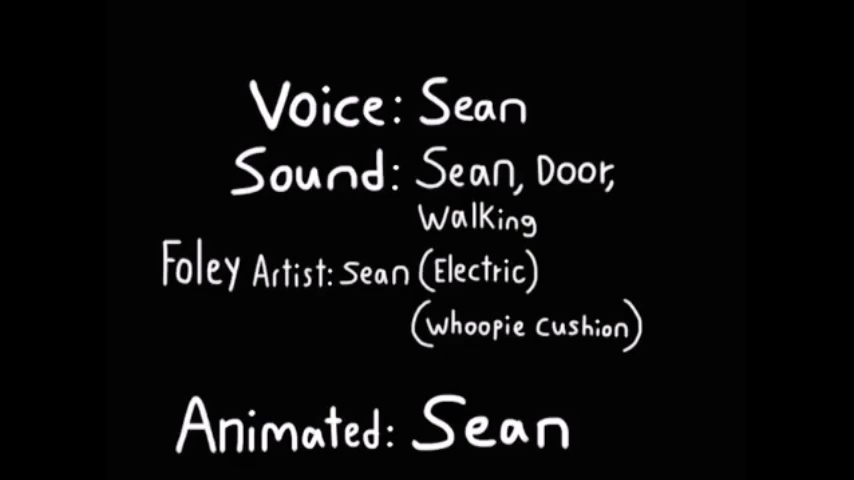 Voice: Sean
Sound: Sean, Door,
Walking
Foley Artist: Sean (Electric)
(Whoopie Cushion)
Animated: Sean